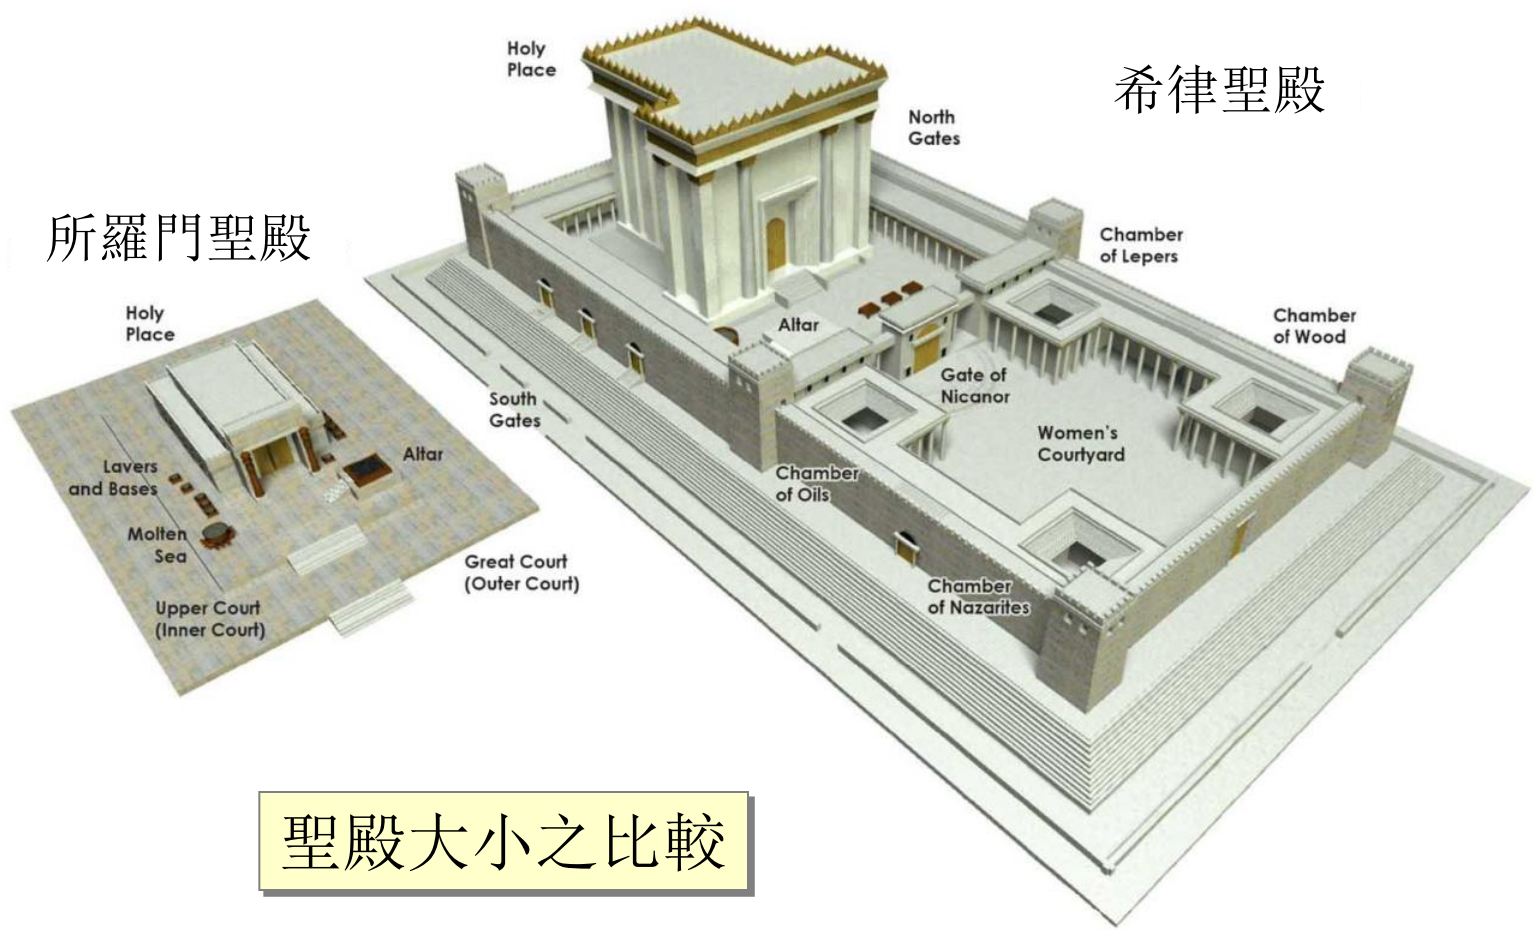 希律聖殿
Holy
Place
North
Gates
Chamber
of Lepers
Chamber
of Wood
Altar
Gate of
Nicanor
Women's
Courtyard
South
Gates
Chamber
of Oils
Chamber
of Nazarites
所羅門聖殿
Holy
Place
Altar
Lavers
and Bases
Molten
Sea
Great Court
(Outer Court)
Upper Court
(Inner Court)
聖殿大小之比較